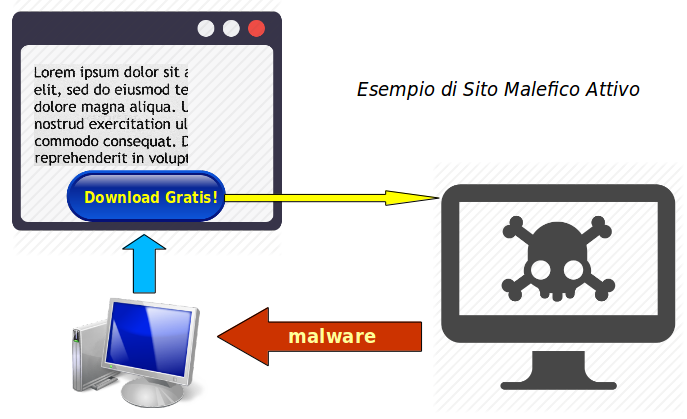 Lorem ipsum dolor sit a
elit, sed do eiusmod te
dolore magna aliqua. U
nostrud exercitation ul
commodo consequat. D
reprehenderit in volupt
Download Gratis!
Esempio di Sito Malefico Attivo
malware